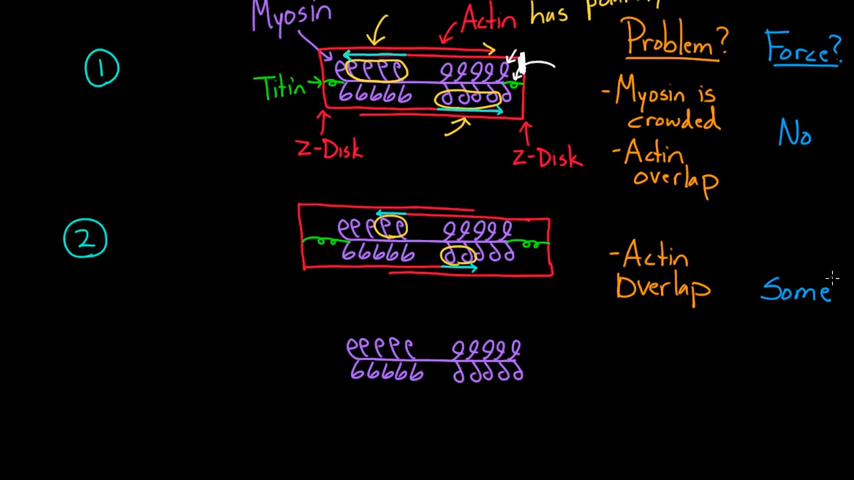 Myosin
Actin has
Problem?
Force?
1
Titin
- Myosin is
crowded
No
Z-Disk
Z-Disk
- Actin
overlap
2
- Actin
Overlap
Some